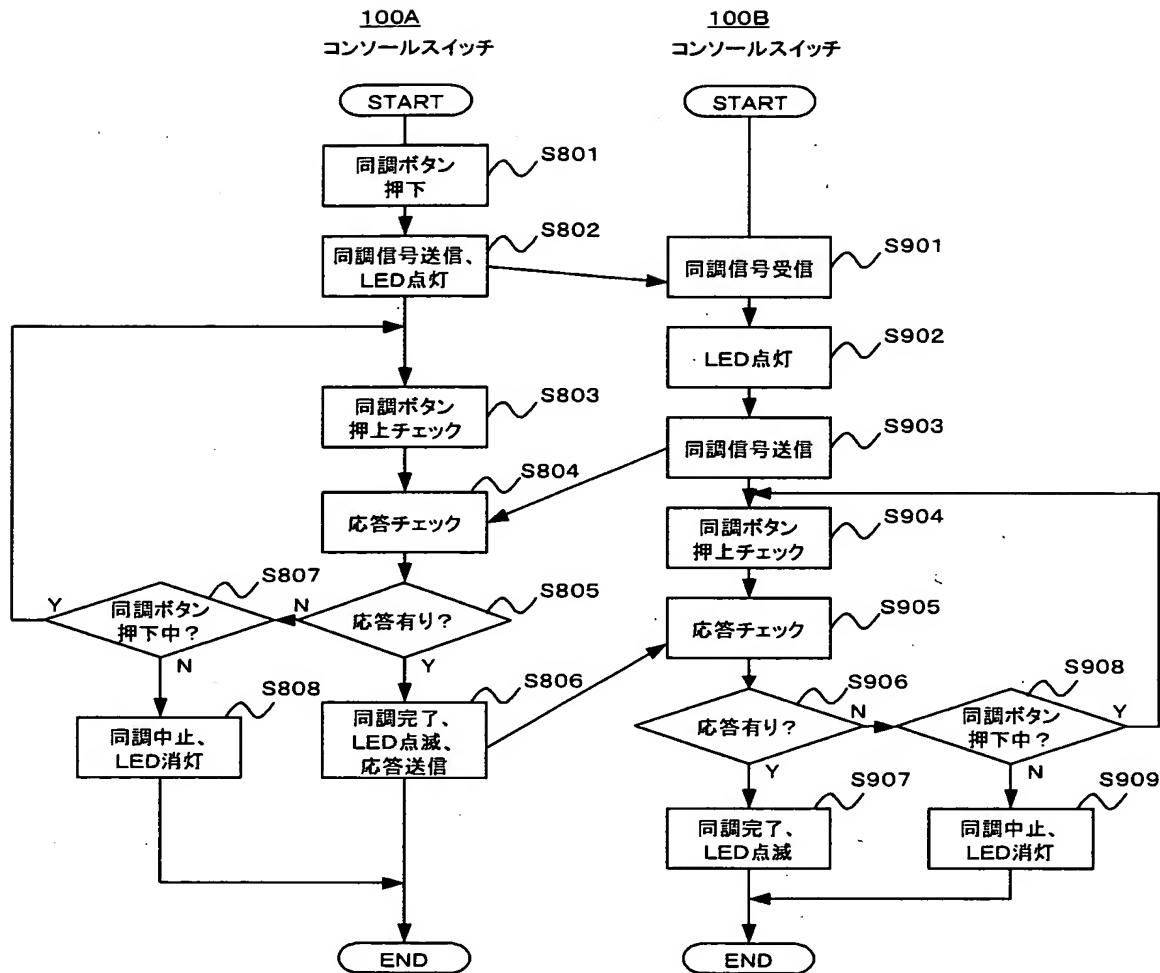 100A
コンソールスイッチ
START
S801
同調ボタン
押下
S802
同調信号送信、
LED点灯
S803
同調ボタン
押上チェック
S804
応答チェック
S805
応答有り?
N
Y
S807
同調ボタン
押下中?
Y
N
S808
同調中止、
LED消灯
S806
同調完了、
LED点滅、
応答送信
END
100B
コンソールスイッチ
START
S901
同調信号受信
S902
LED点灯
S903
同調信号送信
S904
同調ボタン
押上チェック
S905
応答チェック
S906
応答有り?
N
Y
S908
同調ボタン
押下中?
Y
N
S907
同調完了、
LED点滅
S909
同調中止、
LED消灯
END